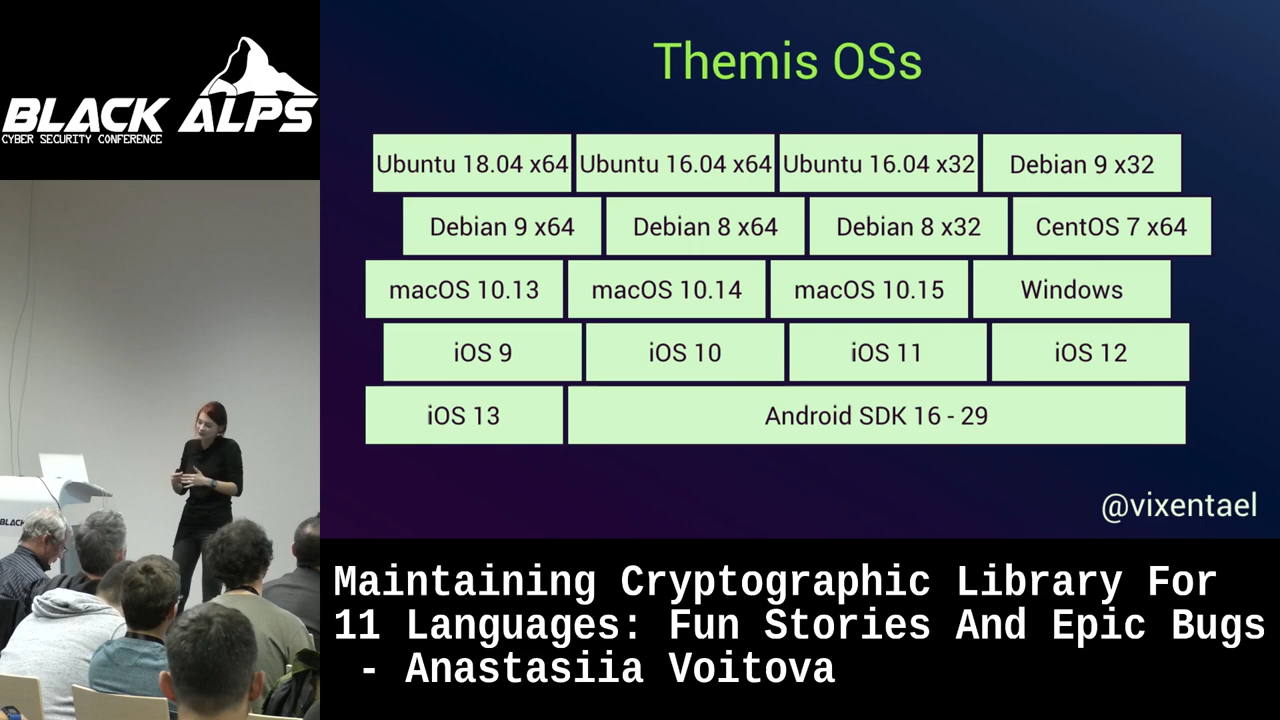 BLACK ALPS
CYBER SECURITY CONFERENCE
Themis OSs
Ubuntu 18.04 x64 Ubuntu 16.04 x64 Ubuntu 16.04 x32 Debian 9 x32
Debian 9 x64 Debian 8 x64 Debian 8 x32 CentOS 7 x64
macOS 10.13 macOS 10.14 macOS 10.15 Windows
iOS 9 iOS 10 iOS 11 iOS 12
iOS 13 Android SDK 16 - 29
@vixentael
BLACK
Maintaining Cryptographic Library For
11 Languages: Fun Stories And Epic Bugs
- Anastasiia Voitova